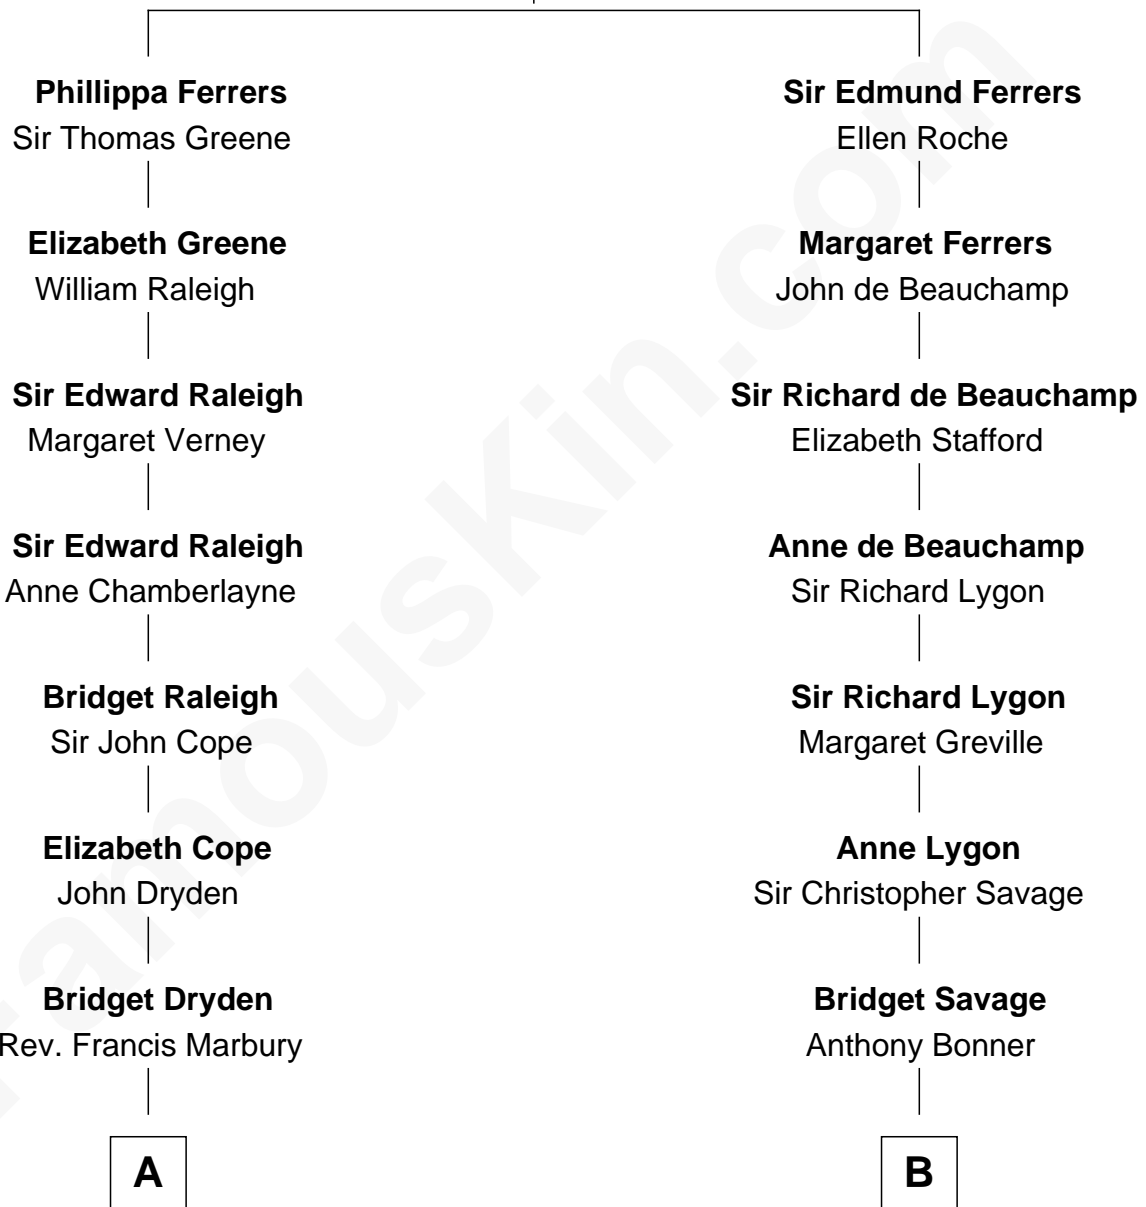 Phillippa Ferrers
Sir Thomas Greene
Elizabeth Greene
William Raleigh
Sir Edward Raleigh
Margaret Verney
Sir Edward Raleigh
Anne Chamberlayne
Bridget Raleigh
Sir John Cope
Elizabeth Cope
John Dryden
Bridget Dryden
Rev. Francis Marbury
A
Sir Edmund Ferrers
Ellen Roche
Margaret Ferrers
John de Beauchamp
Sir Richard de Beauchamp
Elizabeth Stafford
Anne de Beauchamp
Sir Richard Lygon
Sir Richard Lygon
Margaret Greville
Anne Lygon
Sir Christopher Savage
Bridget Savage
Anthony Bonner
B
FamousKin.com